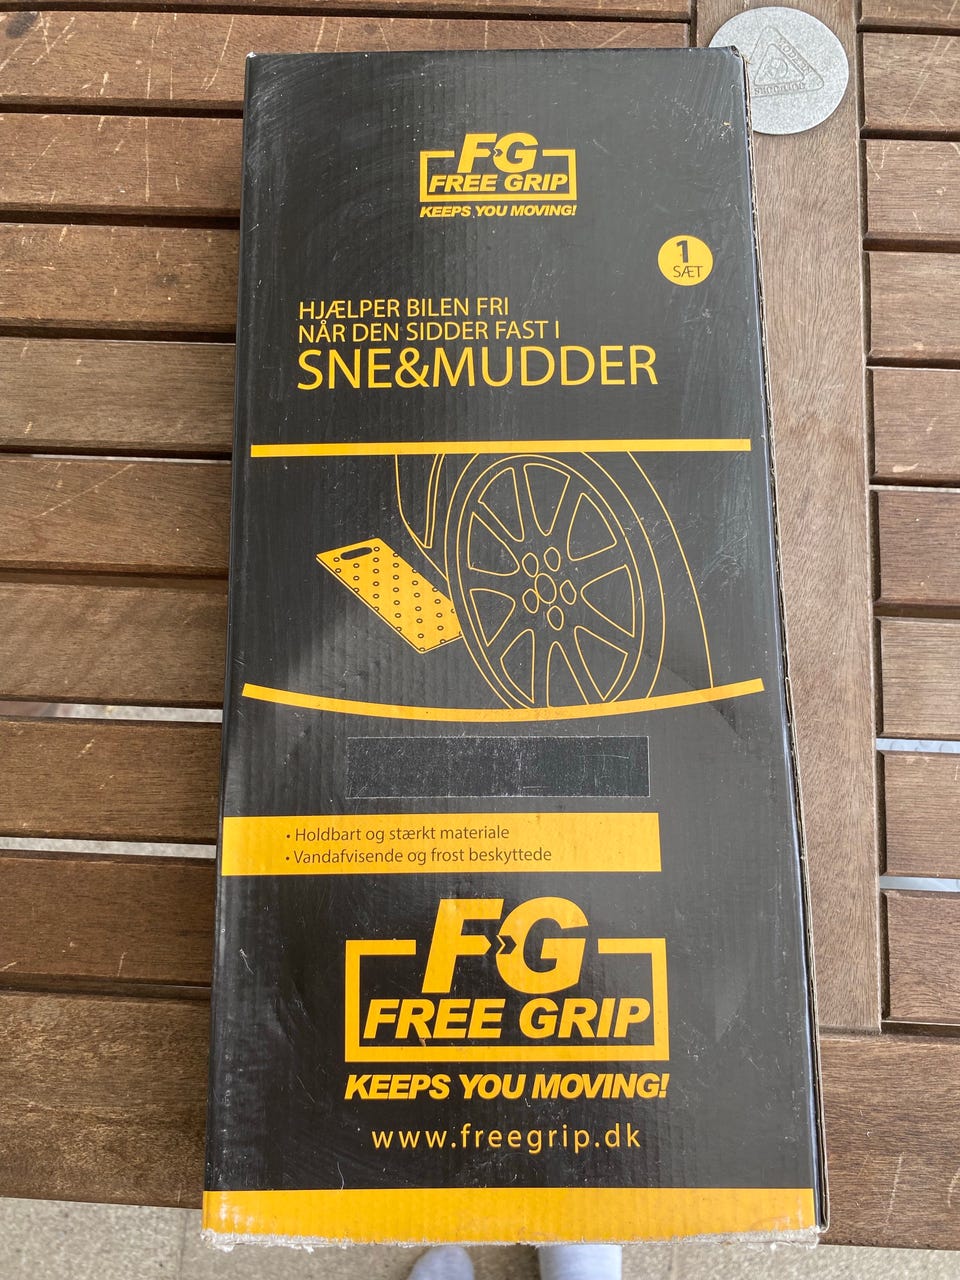 FG
FREE GRIP
KEEPS YOU MOVING!
1
SÆT
HJÆLPER BILEN FRI
NÅR DEN SIDDER FAST I
SNE&MUDDER
• Holdbart og stærkt materiale
• Vandafvisende og frost beskyttede
FG
FREE GRIP
KEEPS YOU MOVING!
www.freegrip.dk